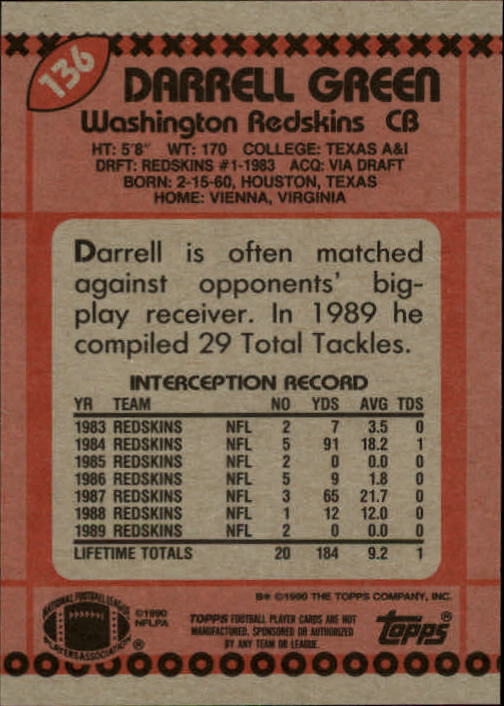 136
DARRELL GREEN
Washington Redskins CB
HT: 5'8" WT: 170 COLLEGE: TEXAS A&I
DRFT: REDSKINS #1-1983 ACQ: VIA DRAFT
BORN: 2-15-60, HOUSTON, TEXAS
HOME: VIENNA, VIRGINIA
Darrell is often matched
against opponents' big-
play receiver. In 1989 he
compiled 29 Total Tackles.
INTERCEPTION RECORD
YR TEAM NO YDS AVG TDS
1983 REDSKINS NFL 2 7 3.5 0
1984 REDSKINS NFL 5 91 18.2 1
1985 REDSKINS NFL 2 0 0.0 0
1986 REDSKINS NFL 5 9 1.8 0
1987 REDSKINS NFL 3 65 21.7 0
1988 REDSKINS NFL 1 12 12.0 0
1989 REDSKINS NFL 2 0 0.0 0
LIFETIME TOTALS 20 184 9.2 1
B* © 1990 THE TOPPS COMPANY, INC.
NATIONAL FOOTBALL LEAGUE
PLAYERS ASSOCIATION ®
©1990
NFLPA
TOPPS FOOTBALL PLAYER CARDS ARE NOT
MANUFACTURED, SPONSORED OR AUTHORIZED
BY ANY TEAM OR LEAGUE.
topps®